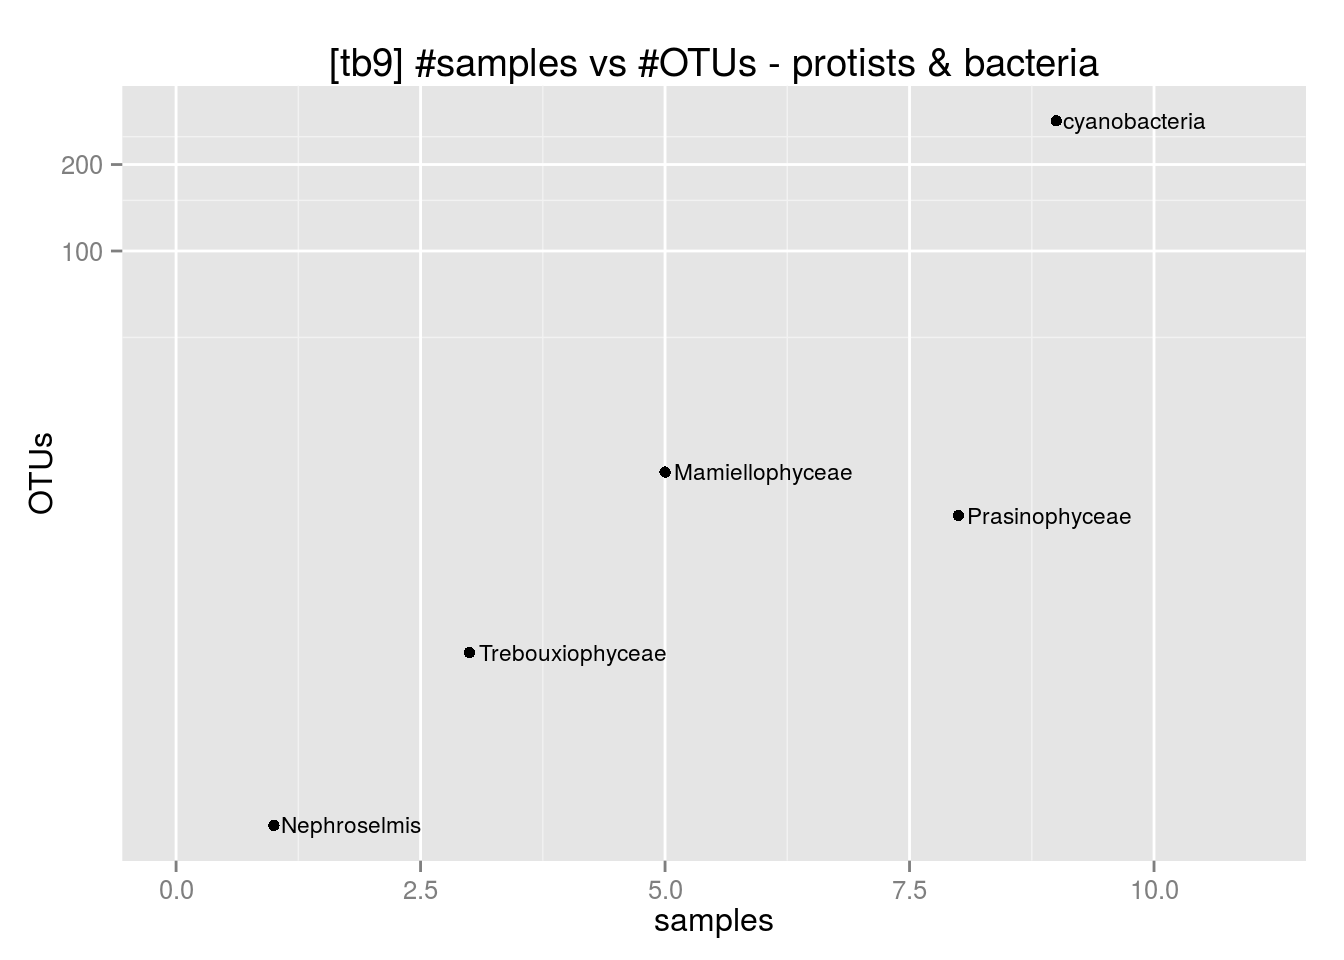 [tb9] #samples vs #OTUs - protists & bacteria
cyanobacteria
200
100
OTUs
Mamiellophyceae
Prasinophyceae
Trebouxiophyceae
Nephroselmis
0.0 2.5 5.0 7.5 10.0
samples